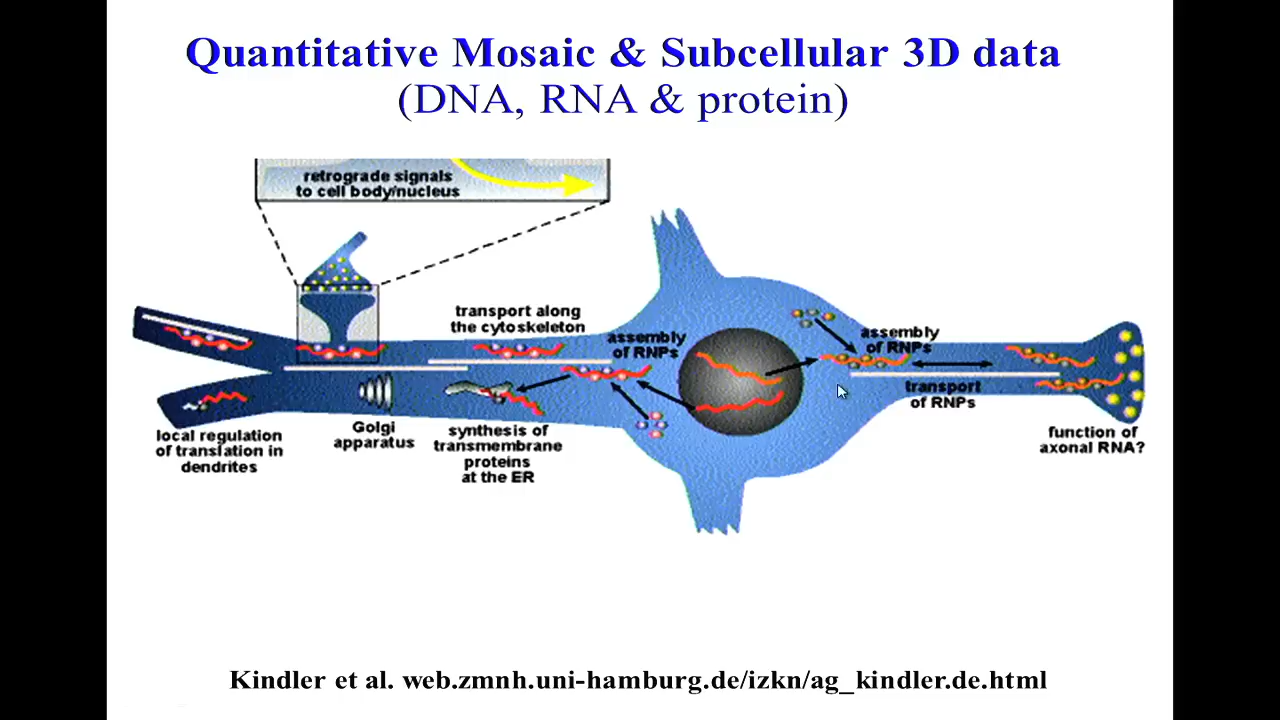 Quantitative Mosaic & Subcellular 3D data
(DNA, RNA & protein)
retrograde signals
to cell body/nucleus
transport along
the cytoskeleton
assembly
of RNPs
assembly
of RNPs
transport
of RNPs
local regulation
of translation in
dendrites
Golgi
apparatus
synthesis of
transmembrane
proteins
at the ER
function of
axonal RNA?
Kindler et al. web.zmnh.uni-hamburg.de/izkn/ag_kindler.de.html